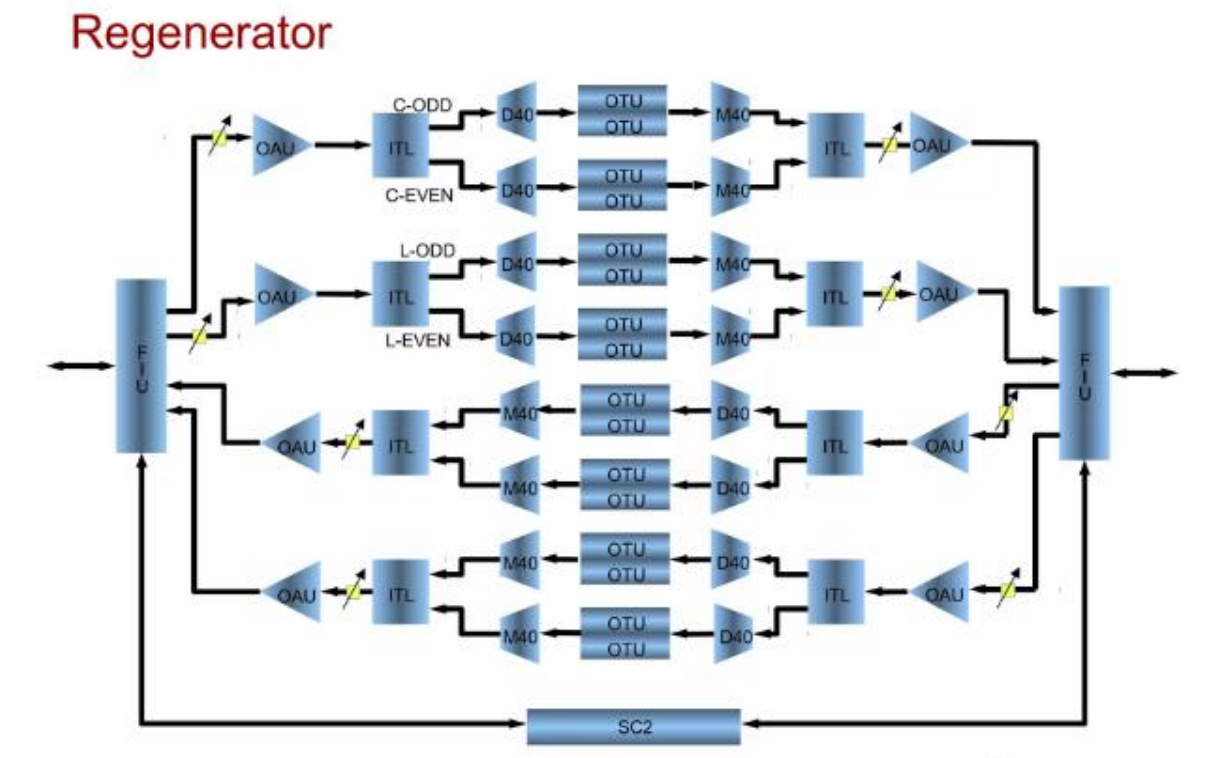 Regenerator
C-ODD
OAU ITL D40 OTU OTU M40 ITL OAU
C-EVEN
D40 OTU OTU M40
L-ODD
OAU ITL D40 OTU OTU M40 ITL OAU
L-EVEN
D40 OTU OTU M40
FIU
FIU
OAU ITL M40 OTU OTU D40 ITL OAU
M40 OTU OTU D40
OAU ITL M40 OTU OTU D40 ITL OAU
M40 OTU OTU D40
SC2